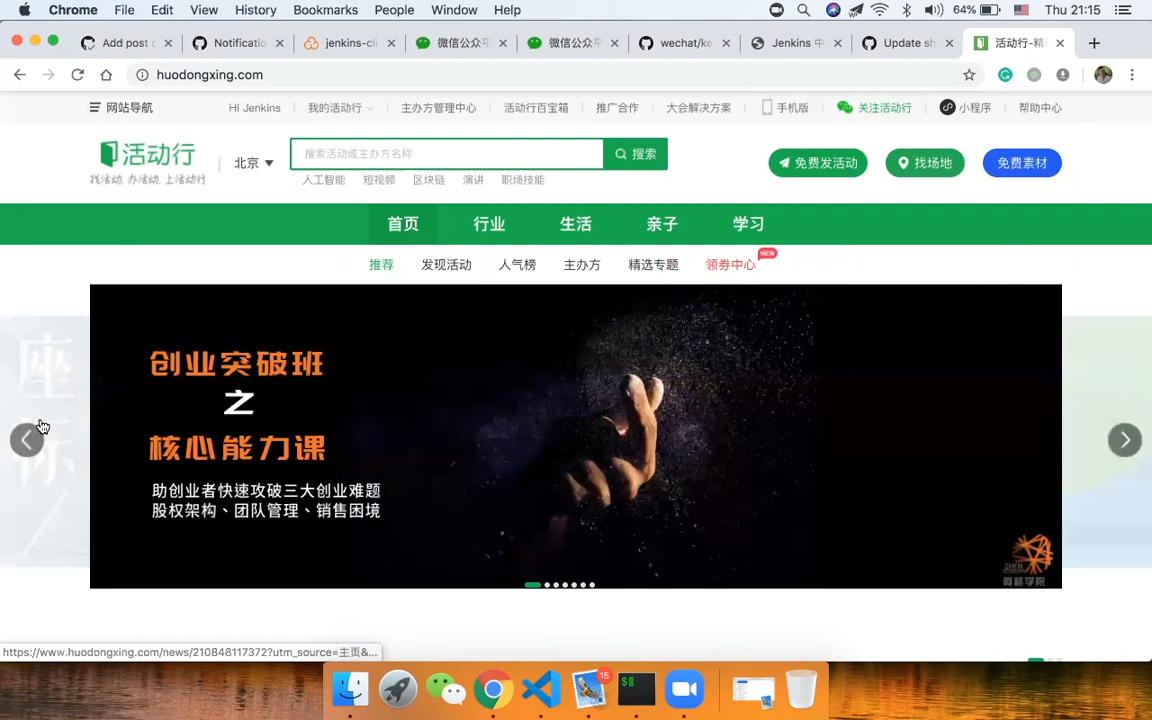 Chrome File Edit View History Bookmarks People Window Help 64% Thu 21:15
Add post
Notificatio
jenkins-cli
微信公众平
微信公众平
wechat/ke
Jenkins 中
Update sh
活动行-精
huodongxing.com
网站导航 Hi Jenkins 我的活动行 主办方管理中心 活动行百宝箱 推广合作 大会解决方案 手机版 关注活动行 小程序 帮助中心
活动行
找活动, 办活动, 上活动行
北京
搜索活动或主办方名称
搜索
人工智能 短视频 区块链 演讲 职场技能
免费发活动
找场地
免费素材
首页 行业 生活 亲子 学习
推荐 发现活动 人气榜 主办方 精选专题 领券中心 NEW
座
标
创业突破班
之
核心能力课
助创业者快速攻破三大创业难题
股权架构、团队管理、销售困境
真格学院
https://www.huodongxing.com/news/210848117372?utm_source=主页&...
15
$